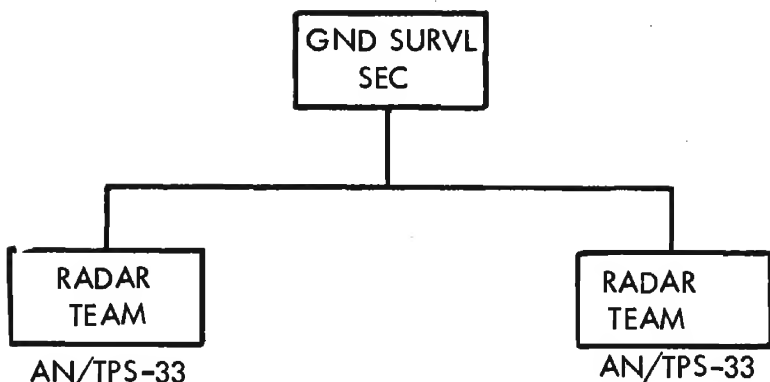 GND SURVL
SEC
RADAR
TEAM
AN/TPS-33
RADAR
TEAM
AN/TPS-33